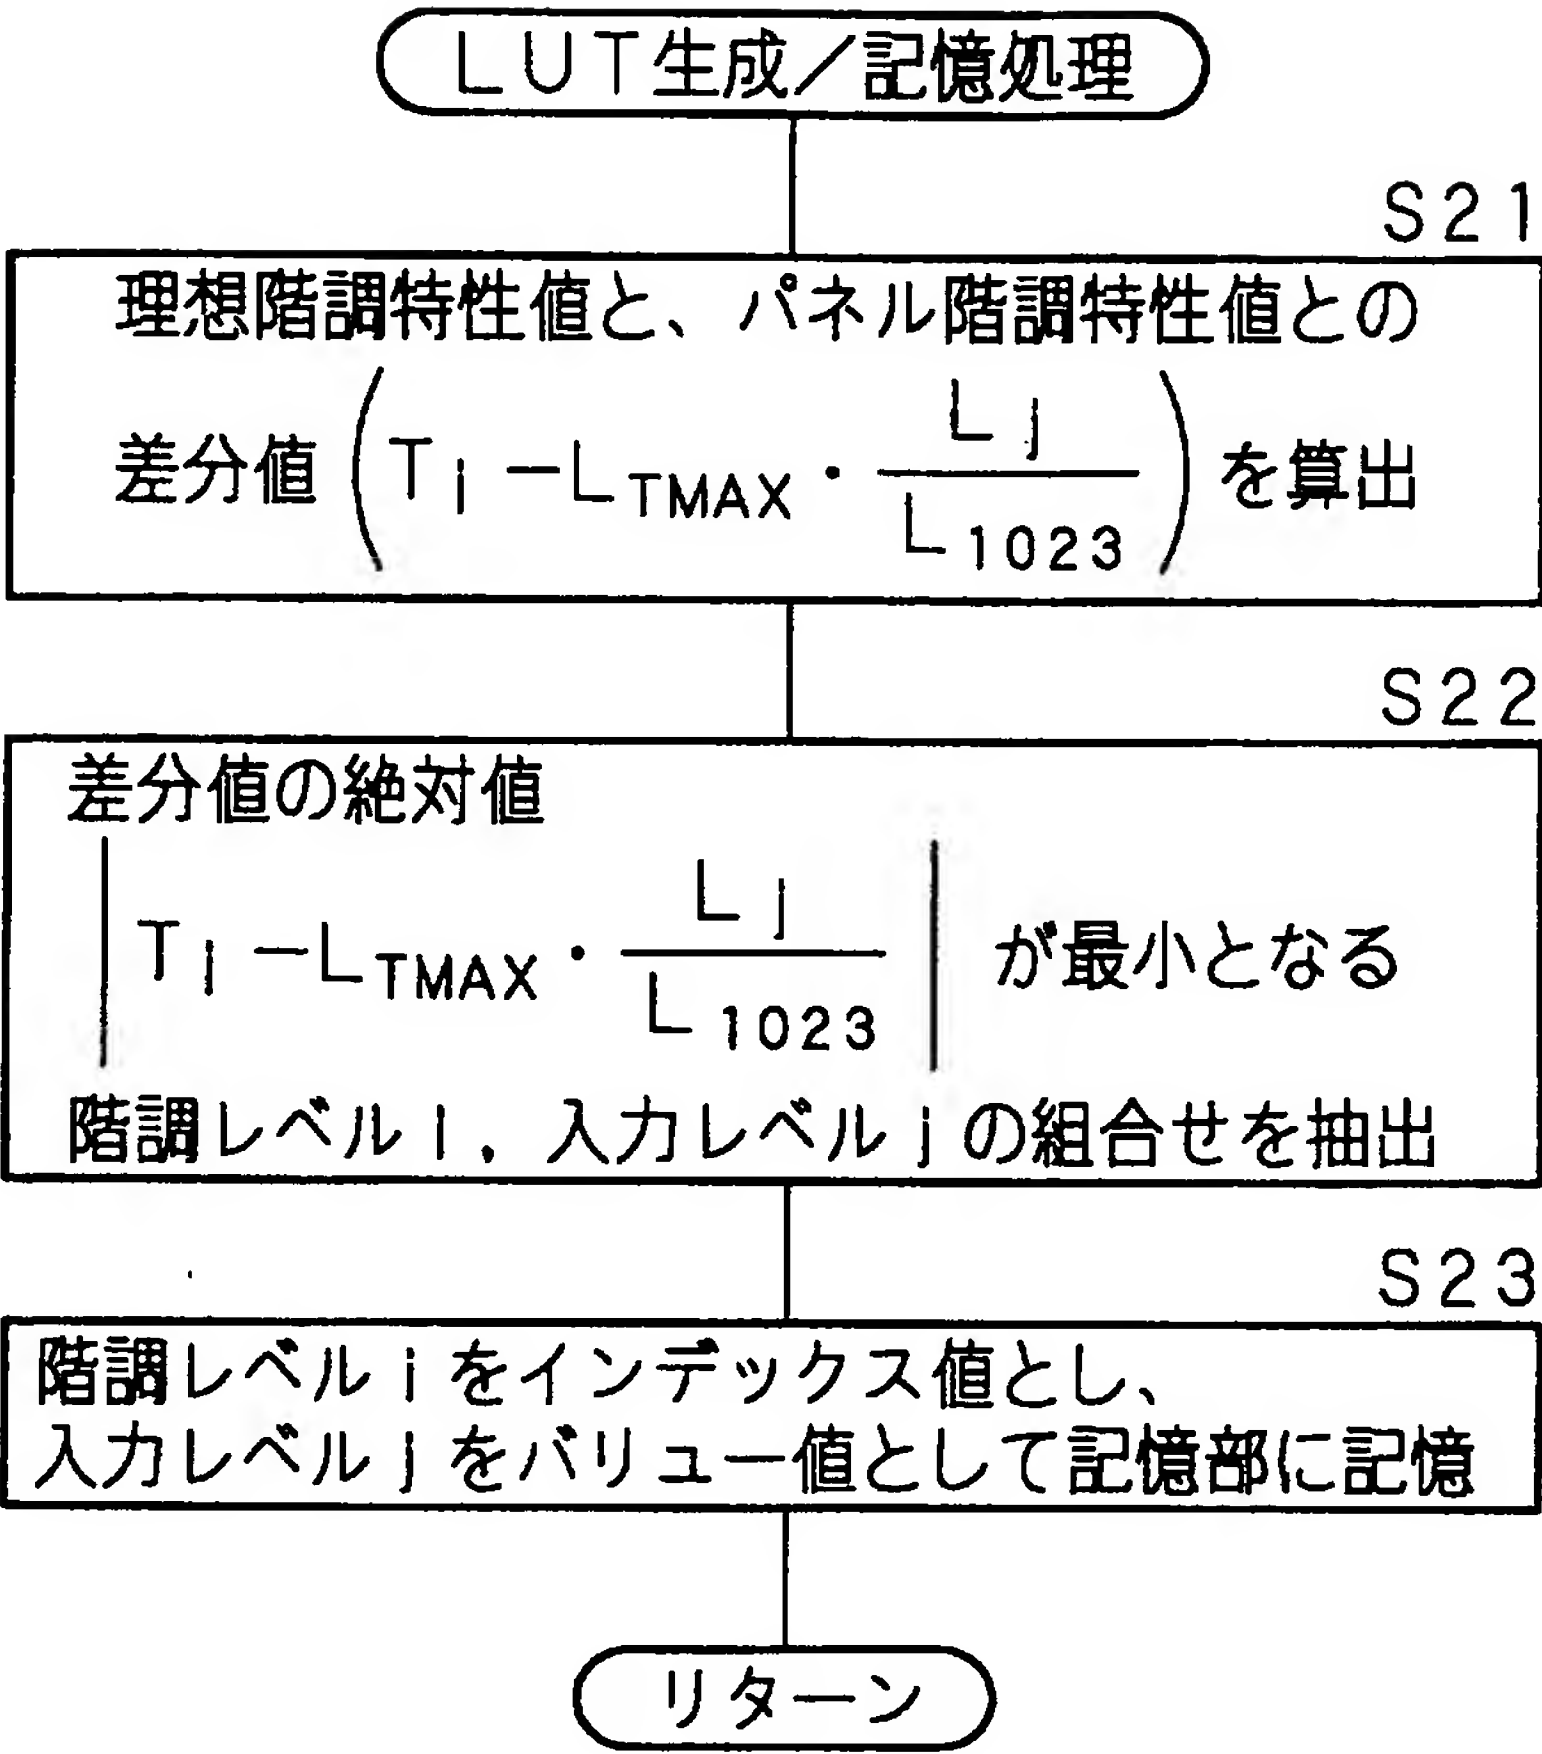 LUT生成/記憶処理
S21
理想階調特性値と、パネル階調特性値との
差分値(Ti−LTMAX・Lj/L1023)を算出
S22
差分値の絶対値
|Ti−LTMAX・Lj/L1023|が最小となる
階調レベルi,入力レベルjの組合せを抽出
S23
階調レベルiをインデックス値とし、
入力レベルjをバリュー値として記憶部に記憶
リターン